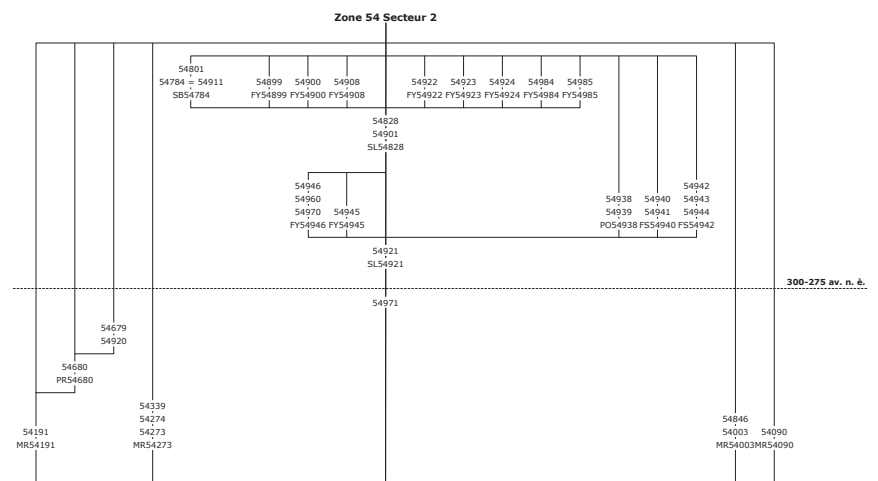 Zone 54 Secteur 2
54801
54784 = 54911
SB54784
54899
FY54899
54900
FY54900
54908
FY54908
54922
FY54922
54923
FY54923
54924
FY54924
54984
FY54984
54985
FY54985
54828
54901
SL54828
54946
54960
54970
FY54946
54945
FY54945
54938
54939
PO54938
54940
54941
FS54940
54942
54943
54944
FS54942
54921
SL54921
300-275 av. n. è.
54971
54679
54920
54680
PR54680
54191
MR54191
54339
54274
54273
MR54273
54846
54003
MR54003
54090
MR54090